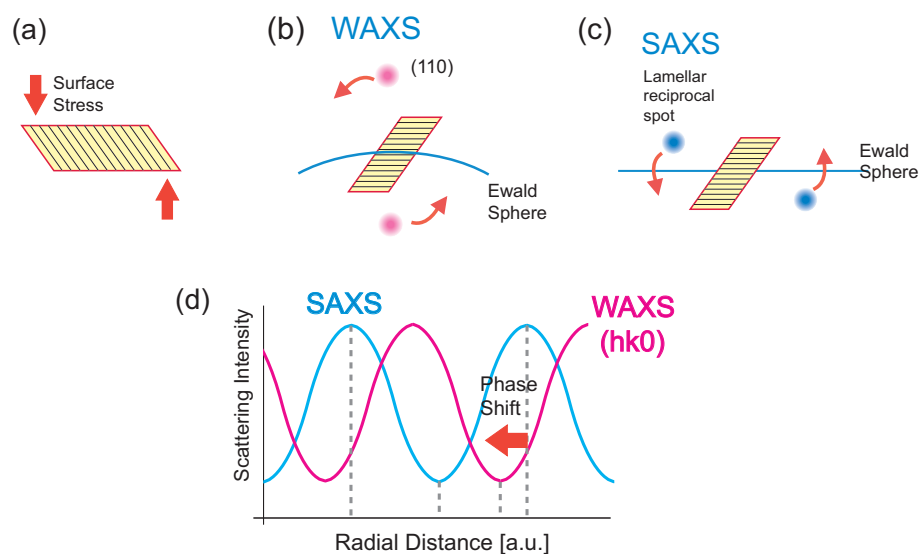 (a)
Surface
Stress
(b)
WAXS
(110)
Ewald
Sphere
(c)
SAXS
Lamellar
reciprocal
spot
Ewald
Sphere
(d)
SAXS
WAXS
(hk0)
Phase
Shift
Scattering Intensity
Radial Distance [a.u.]